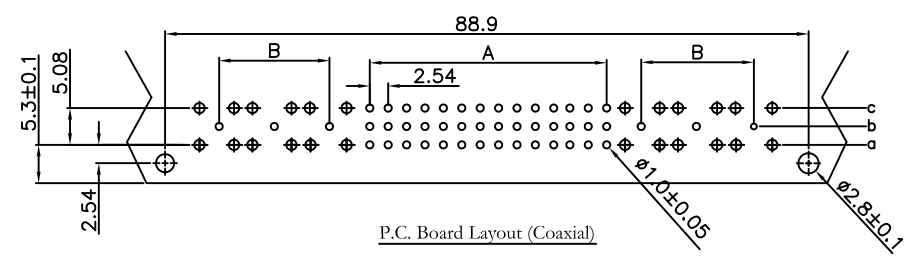 88.9
B
A
B
2.54
5.3±0.1
5.08
c
b
a
2.54
ø1.0±0.05
ø2.8±0.1
P.C. Board Layout (Coaxial)